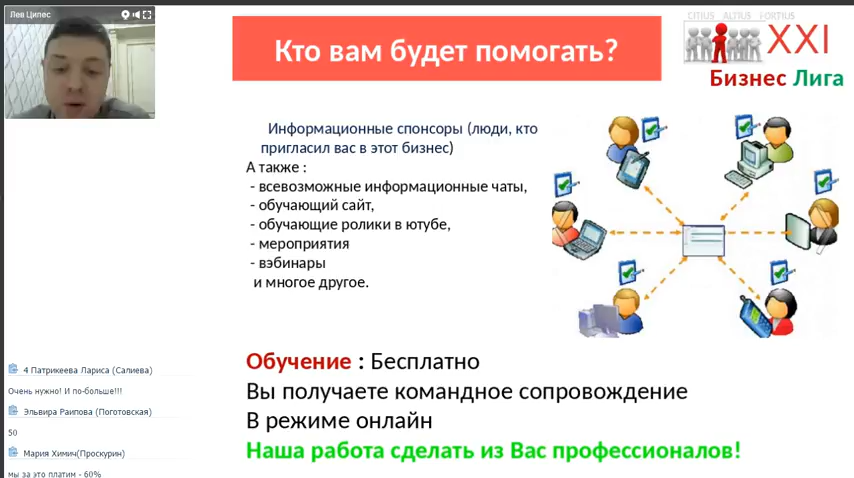 Лев Ципес
Кто вам будет помогать?
CITIUS ALTIUS FORTIUS
XXI
Бизнес Лига
Информационные спонсоры (люди, кто
пригласил вас в этот бизнес)
А также :
- всевозможные информационные чаты,
- обучающий сайт,
- обучающие ролики в ютубе,
- мероприятия
- вэбинары
и многое другое.
Обучение : Бесплатно
Вы получаете командное сопровождение
В режиме онлайн
Наша работа сделать из Вас профессионалов!
4 Патрикеева Лариса (Салиева)
Очень нужно! И по-больше!!!
Эльвира Раипова (Поготовская)
50
Мария Химич(Проскурин)
мы за это платим - 60%